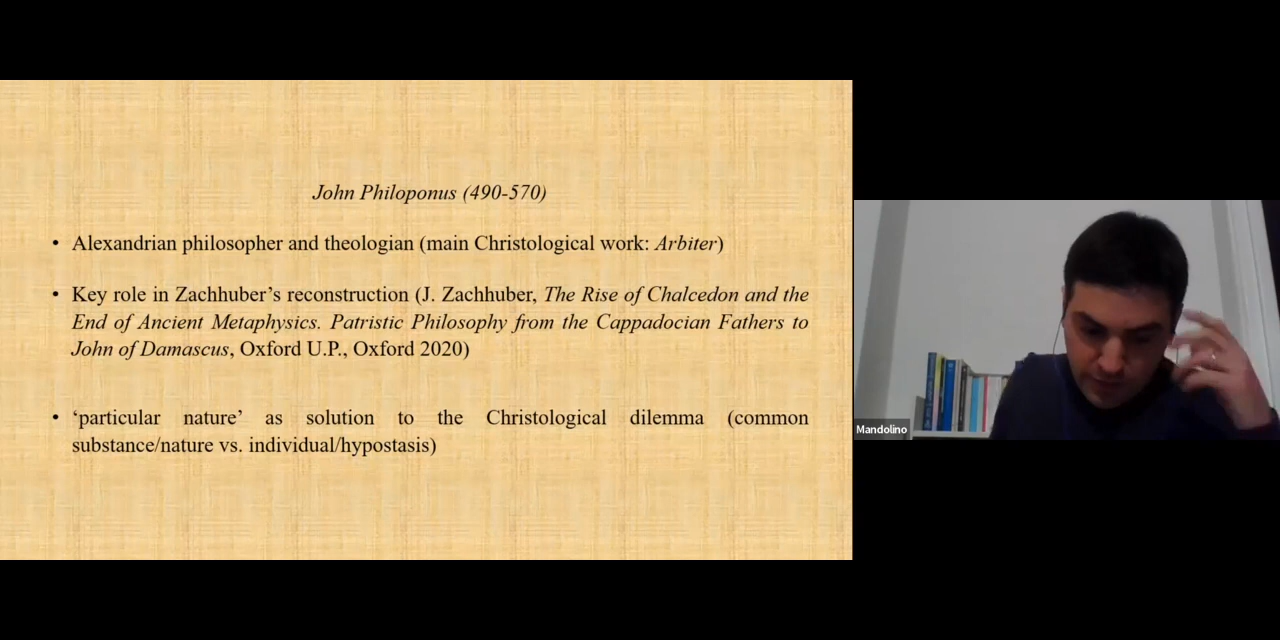 John Philoponus (490-570)
• Alexandrian philosopher and theologian (main Christological work: Arbiter)
• Key role in Zachhuber’s reconstruction (J. Zachhuber, The Rise of Chalcedon and the
End of Ancient Metaphysics. Patristic Philosophy from the Cappadocian Fathers to
John of Damascus, Oxford U.P., Oxford 2020)
• ‘particular nature’ as solution to the Christological dilemma (common
substance/nature vs. individual/hypostasis)
Mandolino